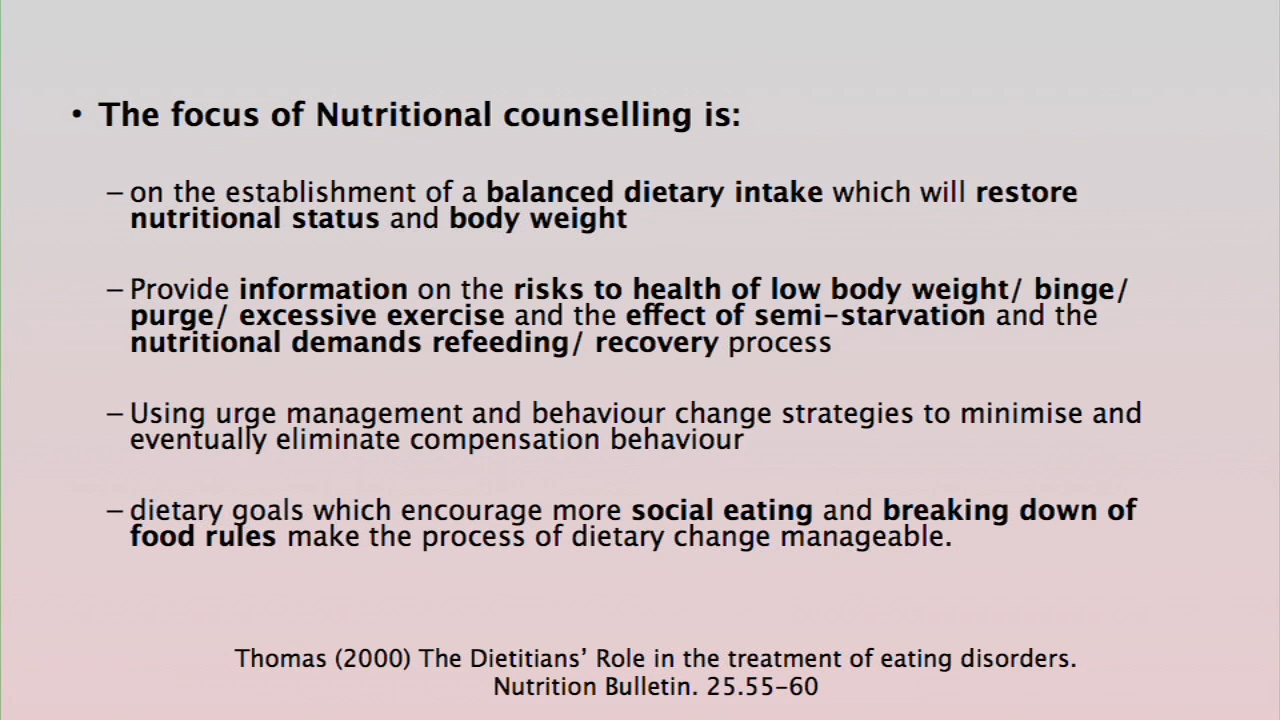 • The focus of Nutritional counselling is:
– on the establishment of a balanced dietary intake which will restore
nutritional status and body weight
– Provide information on the risks to health of low body weight/ binge/
purge/ excessive exercise and the effect of semi-starvation and the
nutritional demands refeeding/ recovery process
– Using urge management and behaviour change strategies to minimise and
eventually eliminate compensation behaviour
– dietary goals which encourage more social eating and breaking down of
food rules make the process of dietary change manageable.
Thomas (2000) The Dietitians’ Role in the treatment of eating disorders.
Nutrition Bulletin. 25.55-60